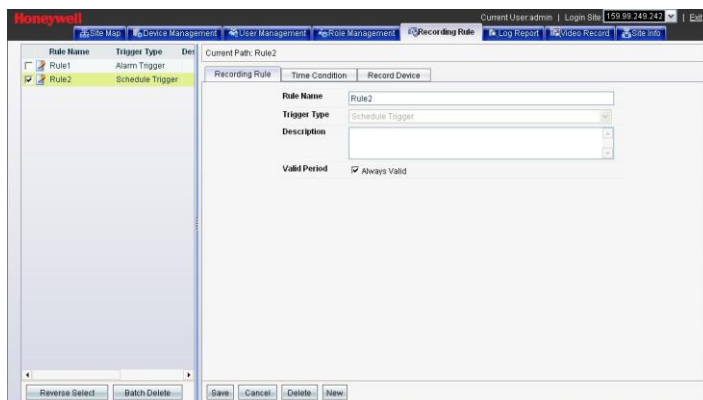 Honeywell
Current User:admin | Login Site: 159.99.249.242 | Exit
Site Map Device Management User Management Role Management Recording Rule Log Report Video Record Site Info
Rule Name Trigger Type Des
Rule1 Alarm Trigger
Rule2 Schedule Trigger
Current Path: Rule2
Recording Rule Time Condition Record Device
Rule Name Rule2
Trigger Type Schedule Trigger
Description
Valid Period Always Valid
Reverse Select Batch Delete Save Cancel Delete New